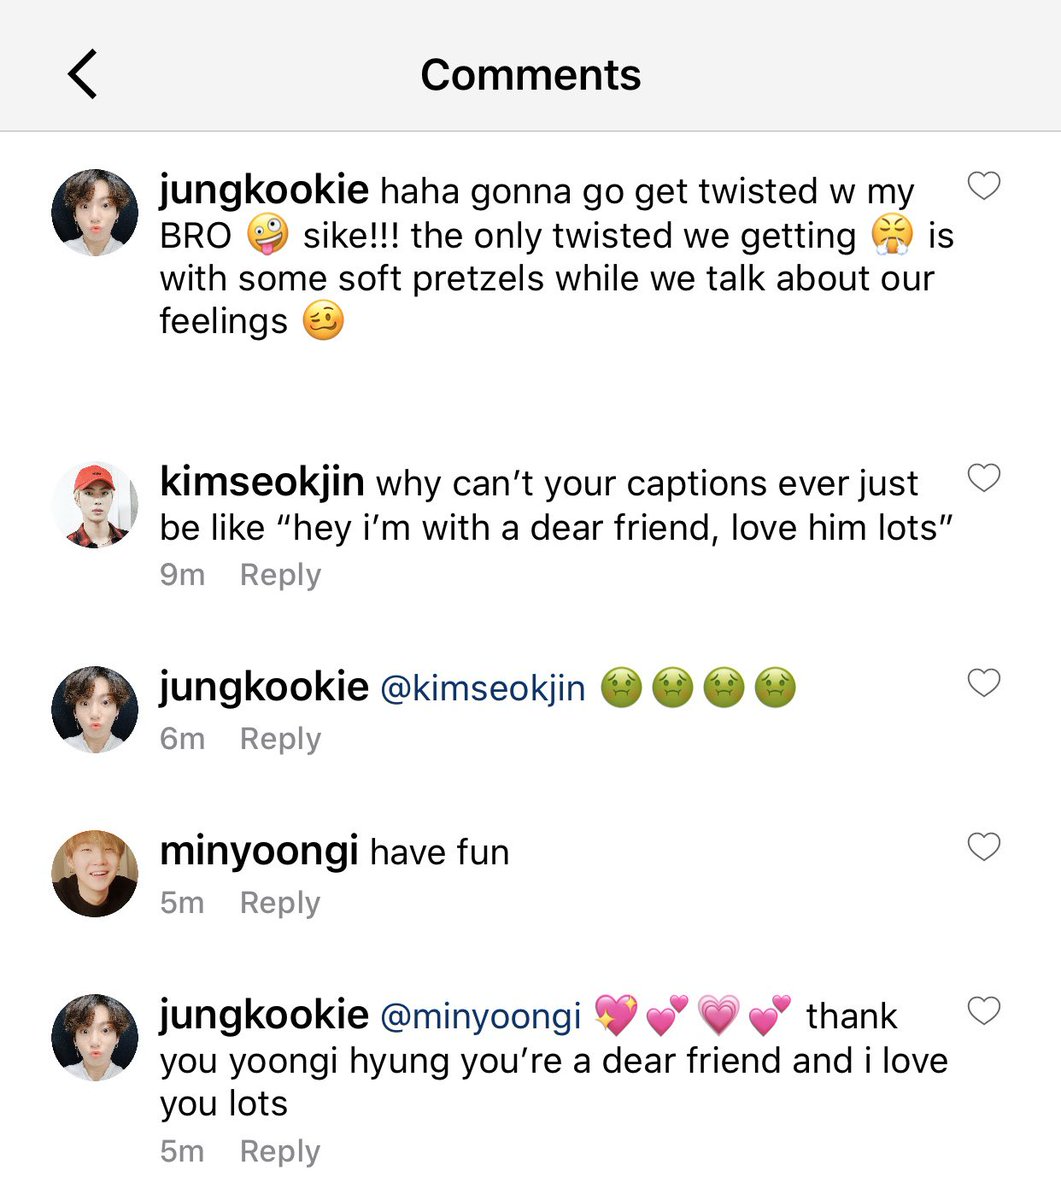 Comments
jungkookie haha gonna go get twisted w my
BRO 🤪 sike!!! the only twisted we getting 😤 is
with some soft pretzels while we talk about our
feelings 🥴
kimseokjin why can’t your captions ever just
be like “hey i’m with a dear friend, love him lots”
9m Reply
jungkookie @kimseokjin 🤢🤢🤢🤢
6m Reply
minyoongi have fun
5m Reply
jungkookie @minyoongi 💖💕💗💕 thank
you yoongi hyung you’re a dear friend and i love
you lots
5m Reply